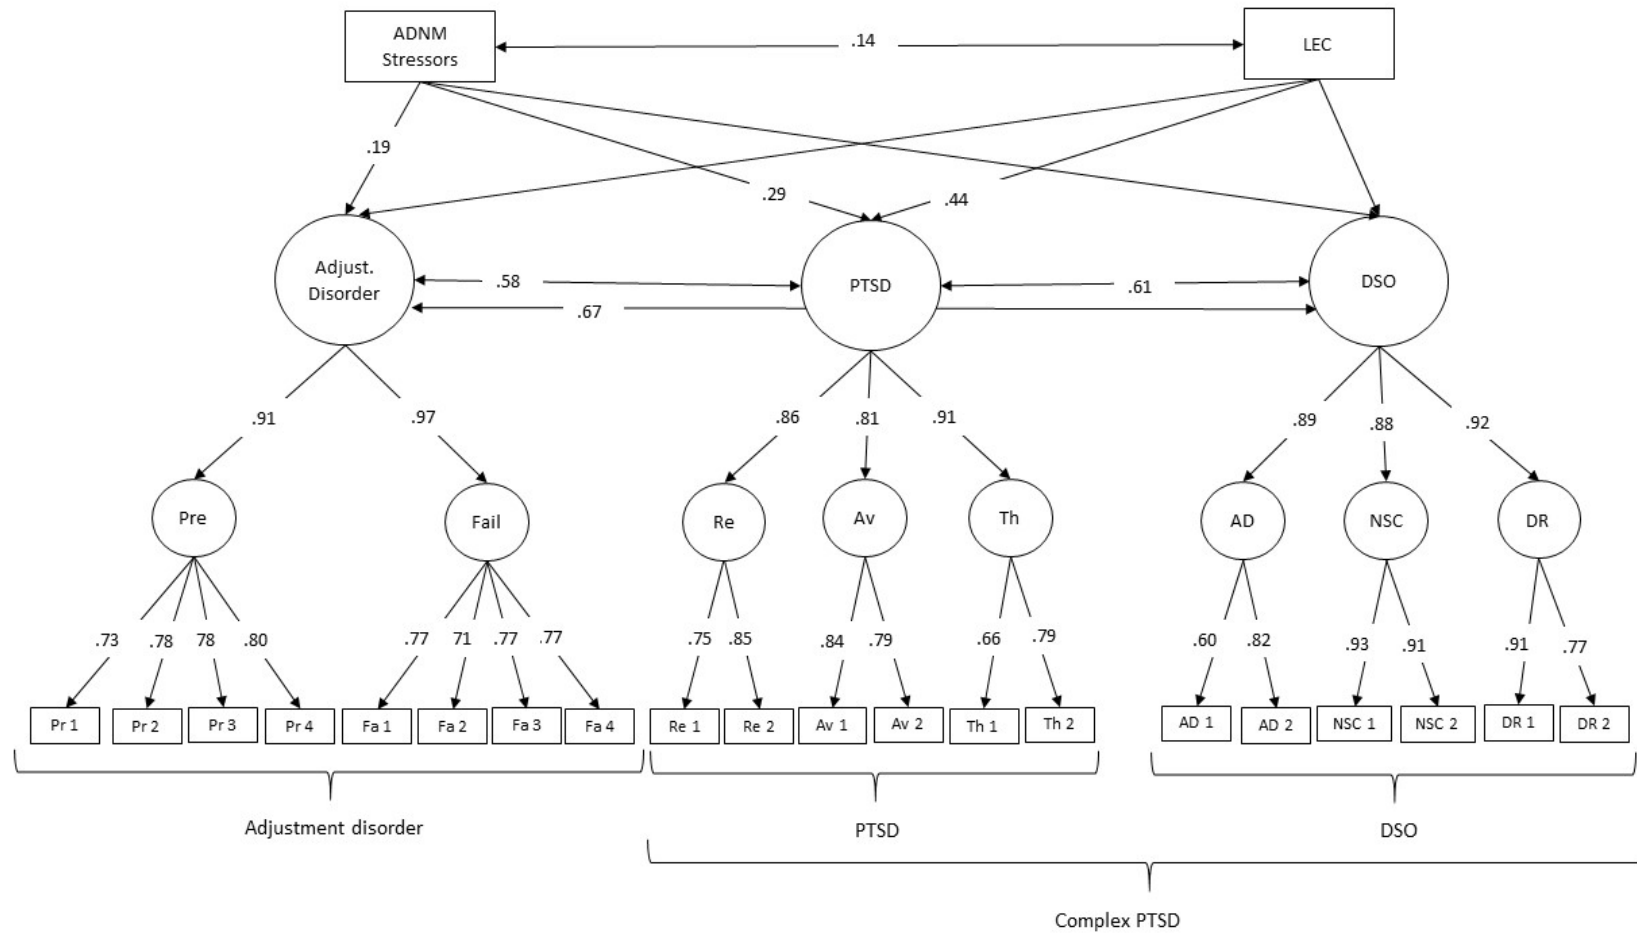 ADNM
Stressors
.14
LEC
.19
.29
.44
Adjust.
Disorder
.58
PTSD
.61
DSO
.67
.91
.97
.86
.81
.91
.89
.88
.92
Pre
Fail
Re
Av
Th
AD
NSC
DR
.73
.78
78
.80
.77
71
.77
.77
.75
.85
.84
.79
.66
.79
.60
.82
.93
.91
.91
.77
Pr 1
Pr 2
Pr 3
Pr 4
Fa 1
Fa 2
Fa 3
Fa 4
Re 1
Re 2
Av 1
Av 2
Th 1
Th 2
AD 1
AD 2
NSC 1
NSC 2
DR 1
DR 2
Adjustment disorder
PTSD
DSO
Complex PTSD